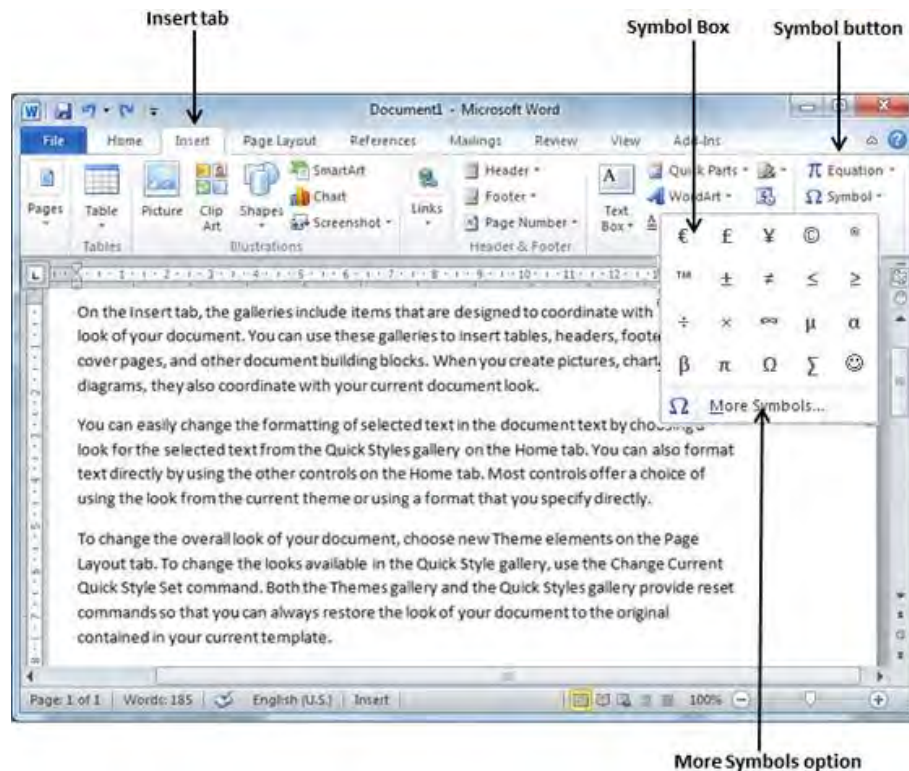 Insert tab
Symbol Box
Symbol button
Document1 - Microsoft Word
File Home Insert Page Layout References Mailings Review View Add-Ins
Pages
Table
Tables
Picture
Clip Art
Shapes
SmartArt
Chart
Screenshot
Illustrations
Links
Header
Footer
Page Number
Header & Footer
A
Text Box
Quick Parts
WordArt
π Equation
Ω Symbol
€ £ ¥ © ®
™ ± ≠ ≤ ≥
÷ × ∞ µ α
β π Ω ∑ ☺
Ω More Symbols...
On the Insert tab, the galleries include items that are designed to coordinate with
look of your document. You can use these galleries to insert tables, headers,
cover pages, and other document building blocks. When you create pictures,
diagrams, they also coordinate with your current document look.
You can easily change the formatting of selected text in the document text by choosing a
look for the selected text from the Quick Styles gallery on the Home tab. You can also format
text directly by using the other controls on the Home tab. Most controls offer a choice of
using the look from the current theme or using a format that you specify directly.
To change the overall look of your document, choose new Theme elements on the Page
Layout tab. To change the looks available in the Quick Style gallery, use the Change Current
Quick Style Set command. Both the Themes gallery and the Quick Styles gallery provide reset
commands so that you can always restore the look of your document to the original
contained in your current template.
Page: 1 of 1 Words: 185 English (U.S.) Insert 100%
More Symbols option